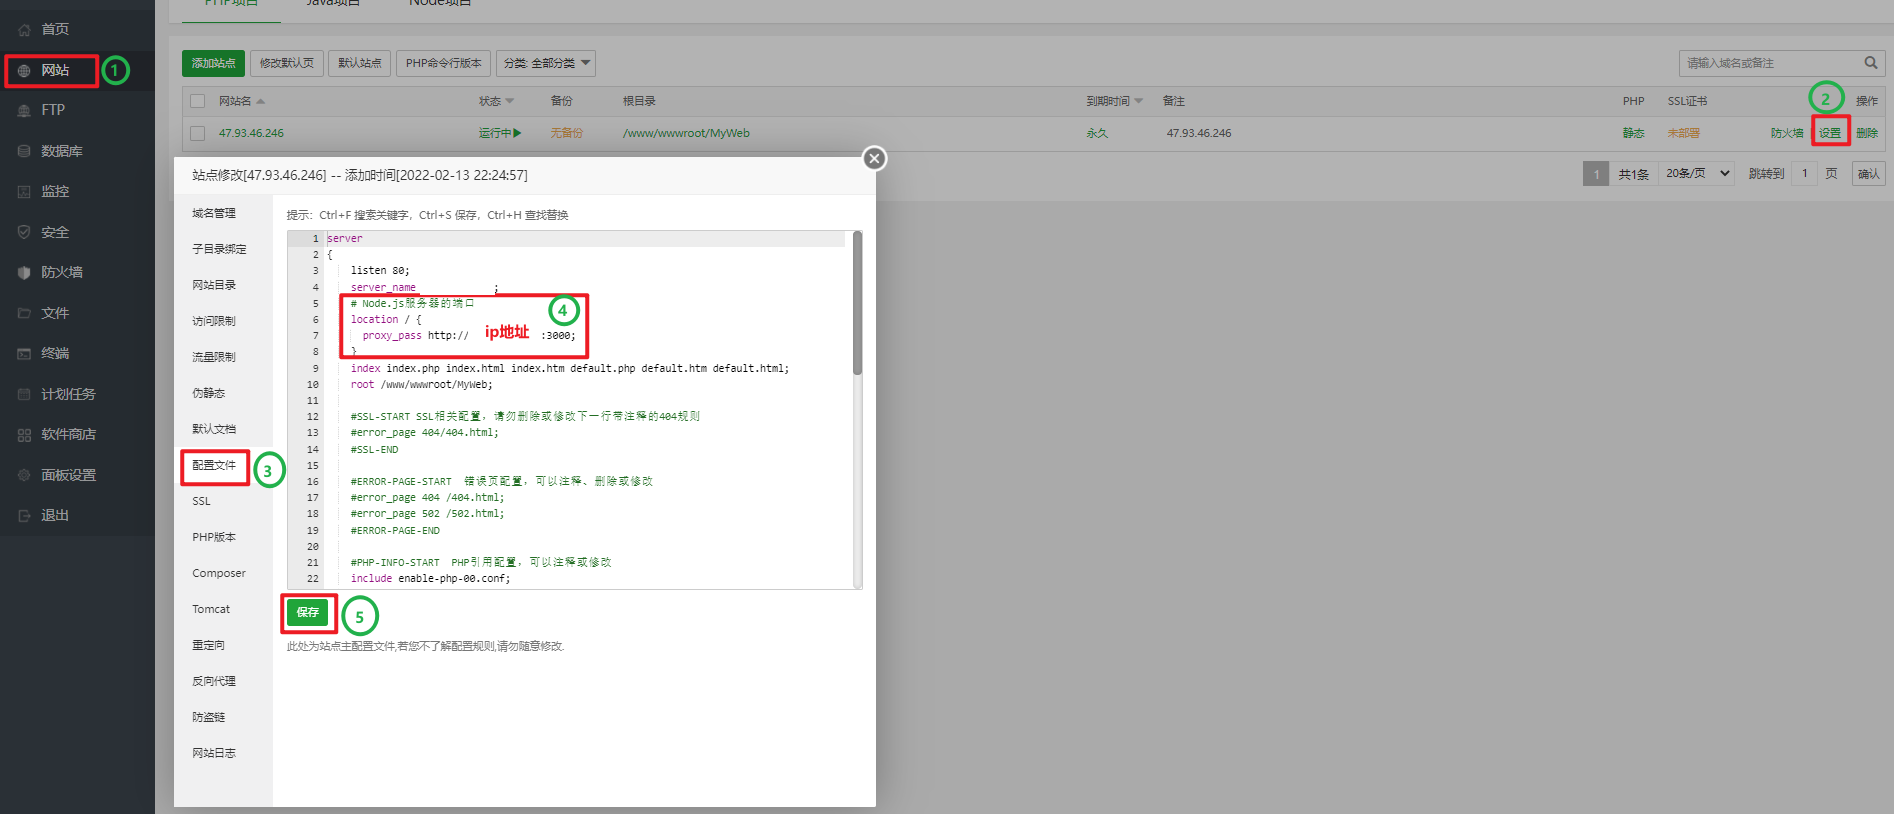 PHP项目 Java项目 Node项目
首页
网站
1
FTP
数据库
监控
安全
防火墙
文件
终端
计划任务
软件商店
面板设置
退出
添加站点 修改默认页 默认站点 PHP命令行版本 分类: 全部分类
请输入域名或备注
网站名 状态 备份 根目录 到期时间 备注 PHP SSL证书 2 操作
47.93.46.246 运行中 无备份 /www/wwwroot/MyWeb 永久 47.93.46.246 静态 未部署 防火墙 设置 删除
1 共1条 20条/页 跳转到 1 页 确认
站点修改[47.93.46.246] -- 添加时间[2022-02-13 22:24:57]
域名管理
子目录绑定
网站目录
访问限制
流量限制
伪静态
默认文档
配置文件
3
SSL
PHP版本
Composer
Tomcat
重定向
反向代理
防盗链
网站日志
提示：Ctrl+F 搜索关键字，Ctrl+S 保存，Ctrl+H 查找替换
1 server
2 {
3 listen 80;
4 server_name ;
5 # Node.js服务器的端口
4
6 location / {
7 proxy_pass http:// ip地址 :3000;
8 }
9 index index.php index.html index.htm default.php default.htm default.html;
10 root /www/wwwroot/MyWeb;
11
12 #SSL-START SSL相关配置，请勿删除或修改下一行带注释的404规则
13 #error_page 404/404.html;
14 #SSL-END
15
16 #ERROR-PAGE-START 错误页配置，可以注释、删除或修改
17 #error_page 404 /404.html;
18 #error_page 502 /502.html;
19 #ERROR-PAGE-END
20
21 #PHP-INFO-START PHP引用配置，可以注释或修改
22 include enable-php-00.conf;
保存
5
此处为站点主配置文件,若您不了解配置规则,请勿随意修改.